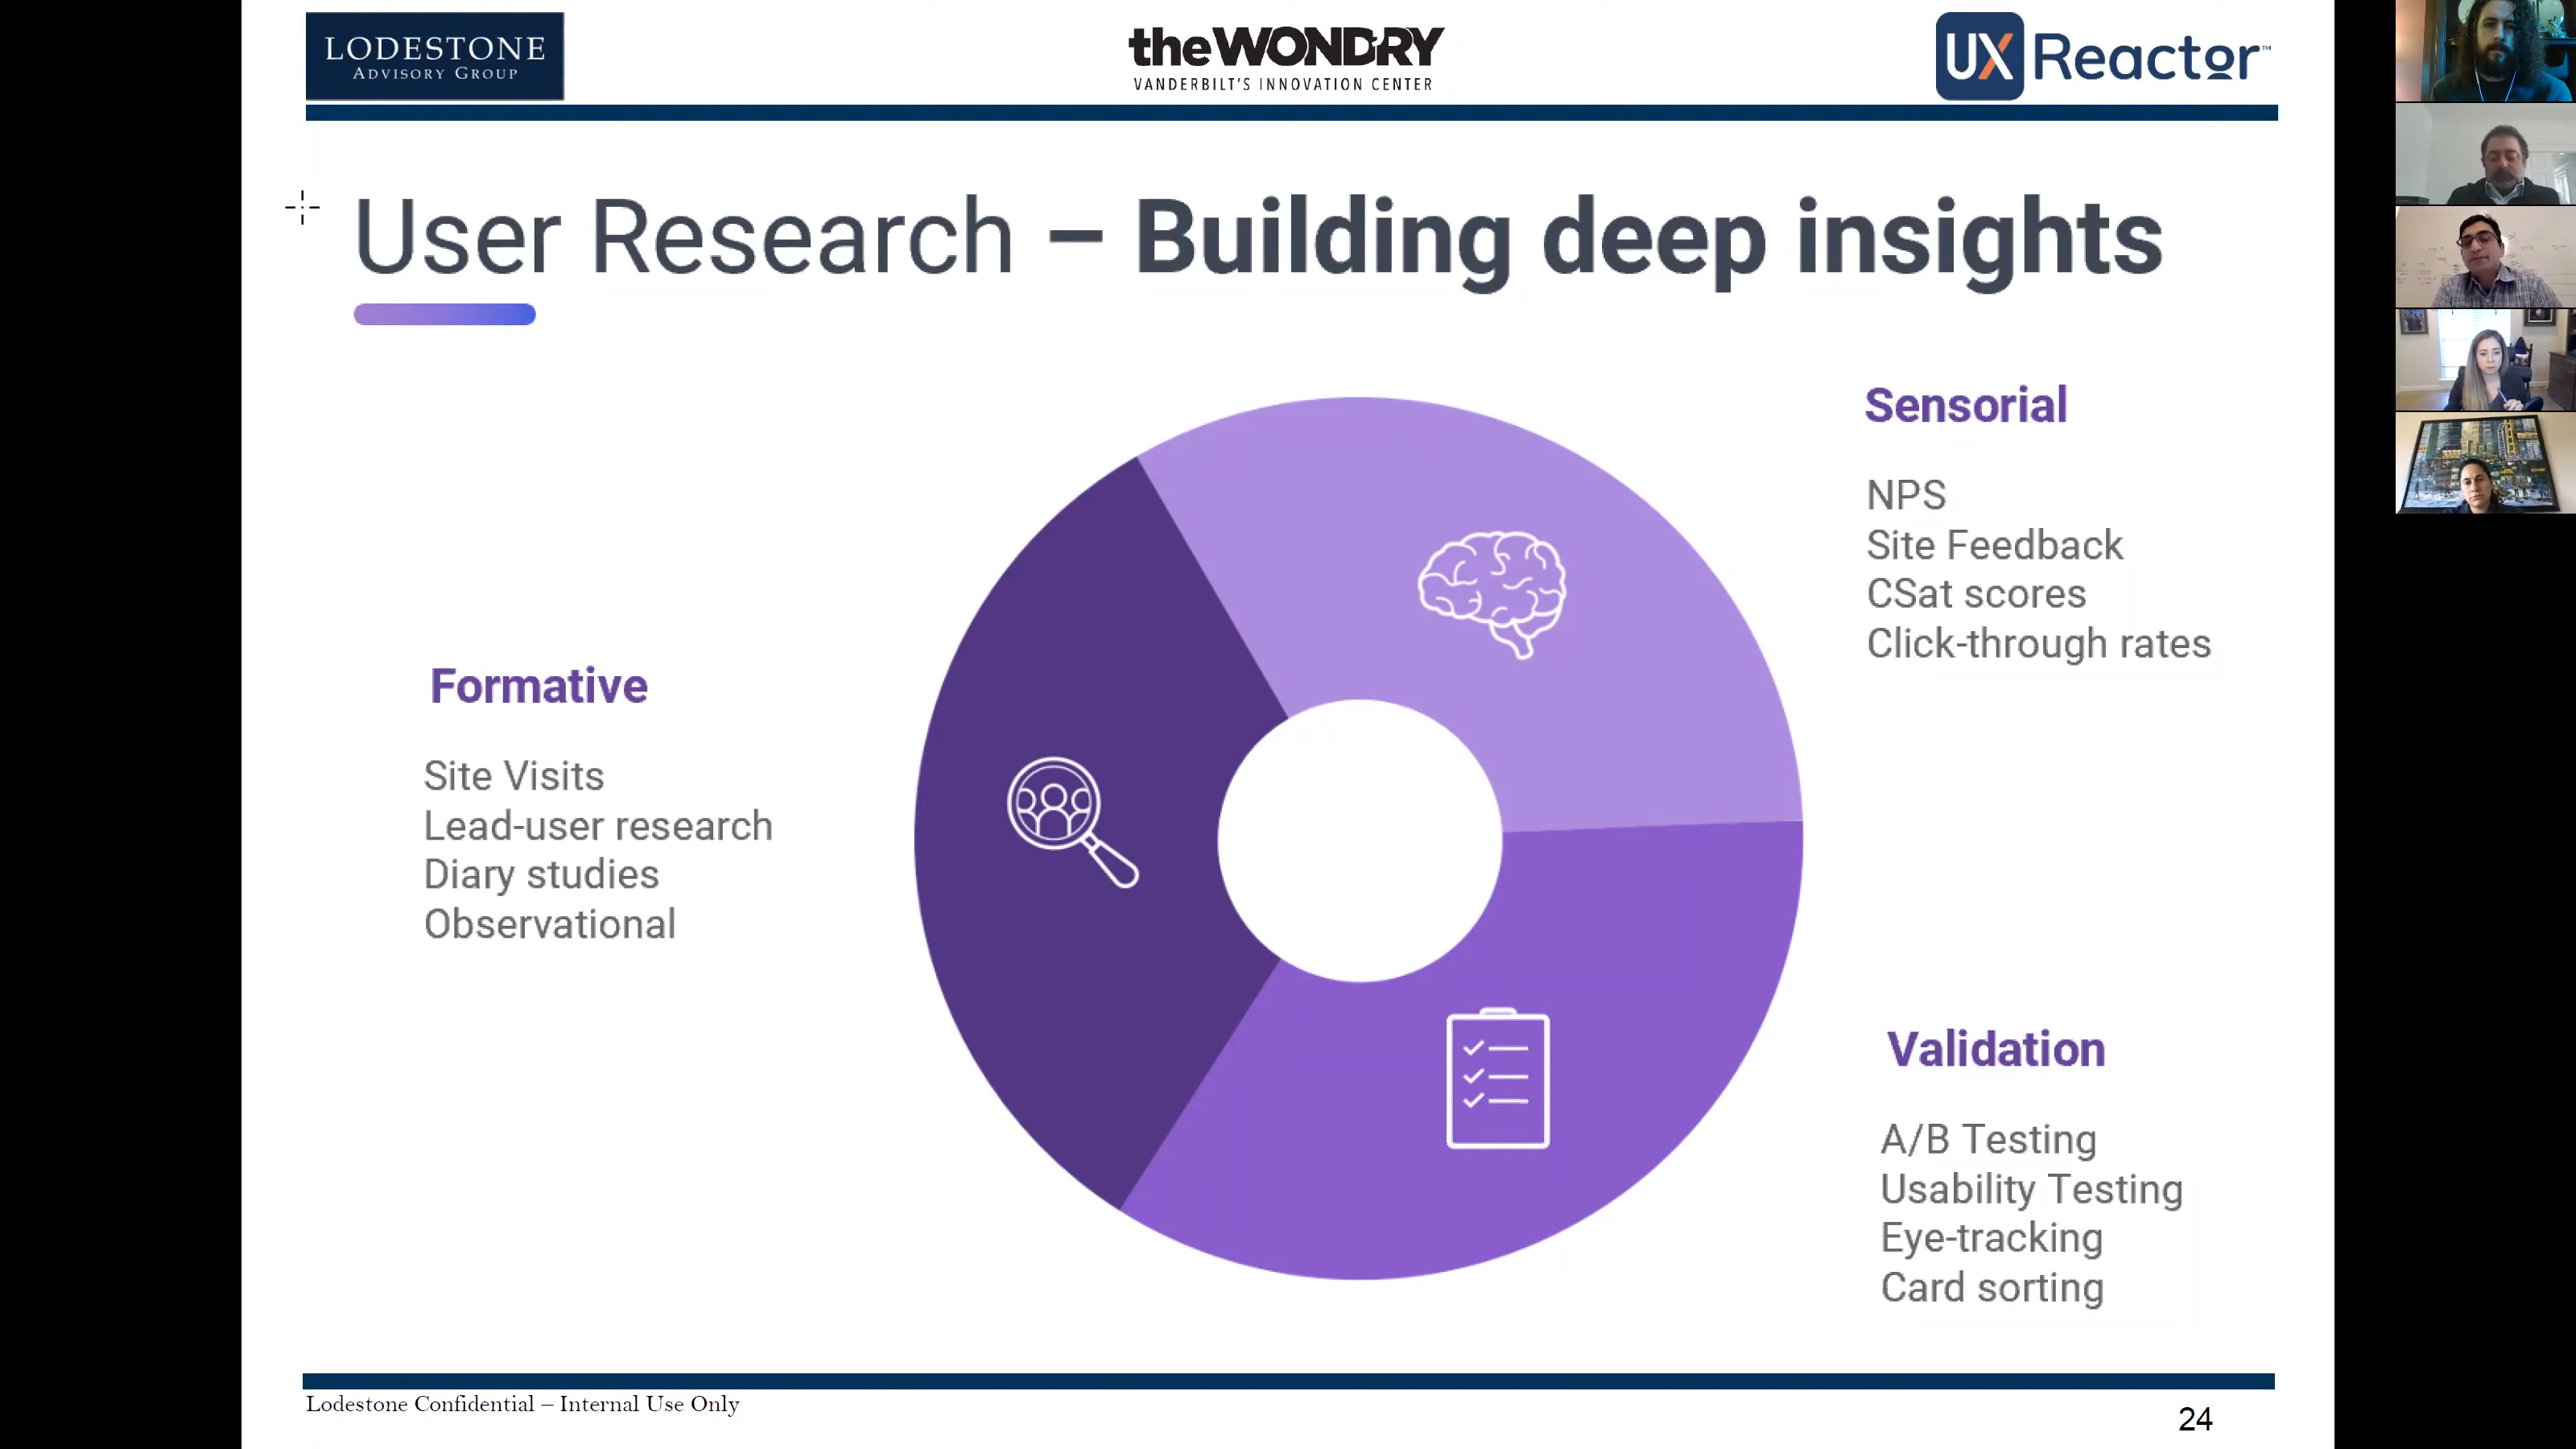 LODESTONE
ADVISORY GROUP
theWONDRY
VANDERBILT'S INNOVATION CENTER
UX Reactor™
User Research – Building deep insights
Sensorial
NPS
Site Feedback
CSat scores
Click-through rates
Formative
Site Visits
Lead-user research
Diary studies
Observational
Validation
A/B Testing
Usability Testing
Eye-tracking
Card sorting
Lodestone Confidential – Internal Use Only
24